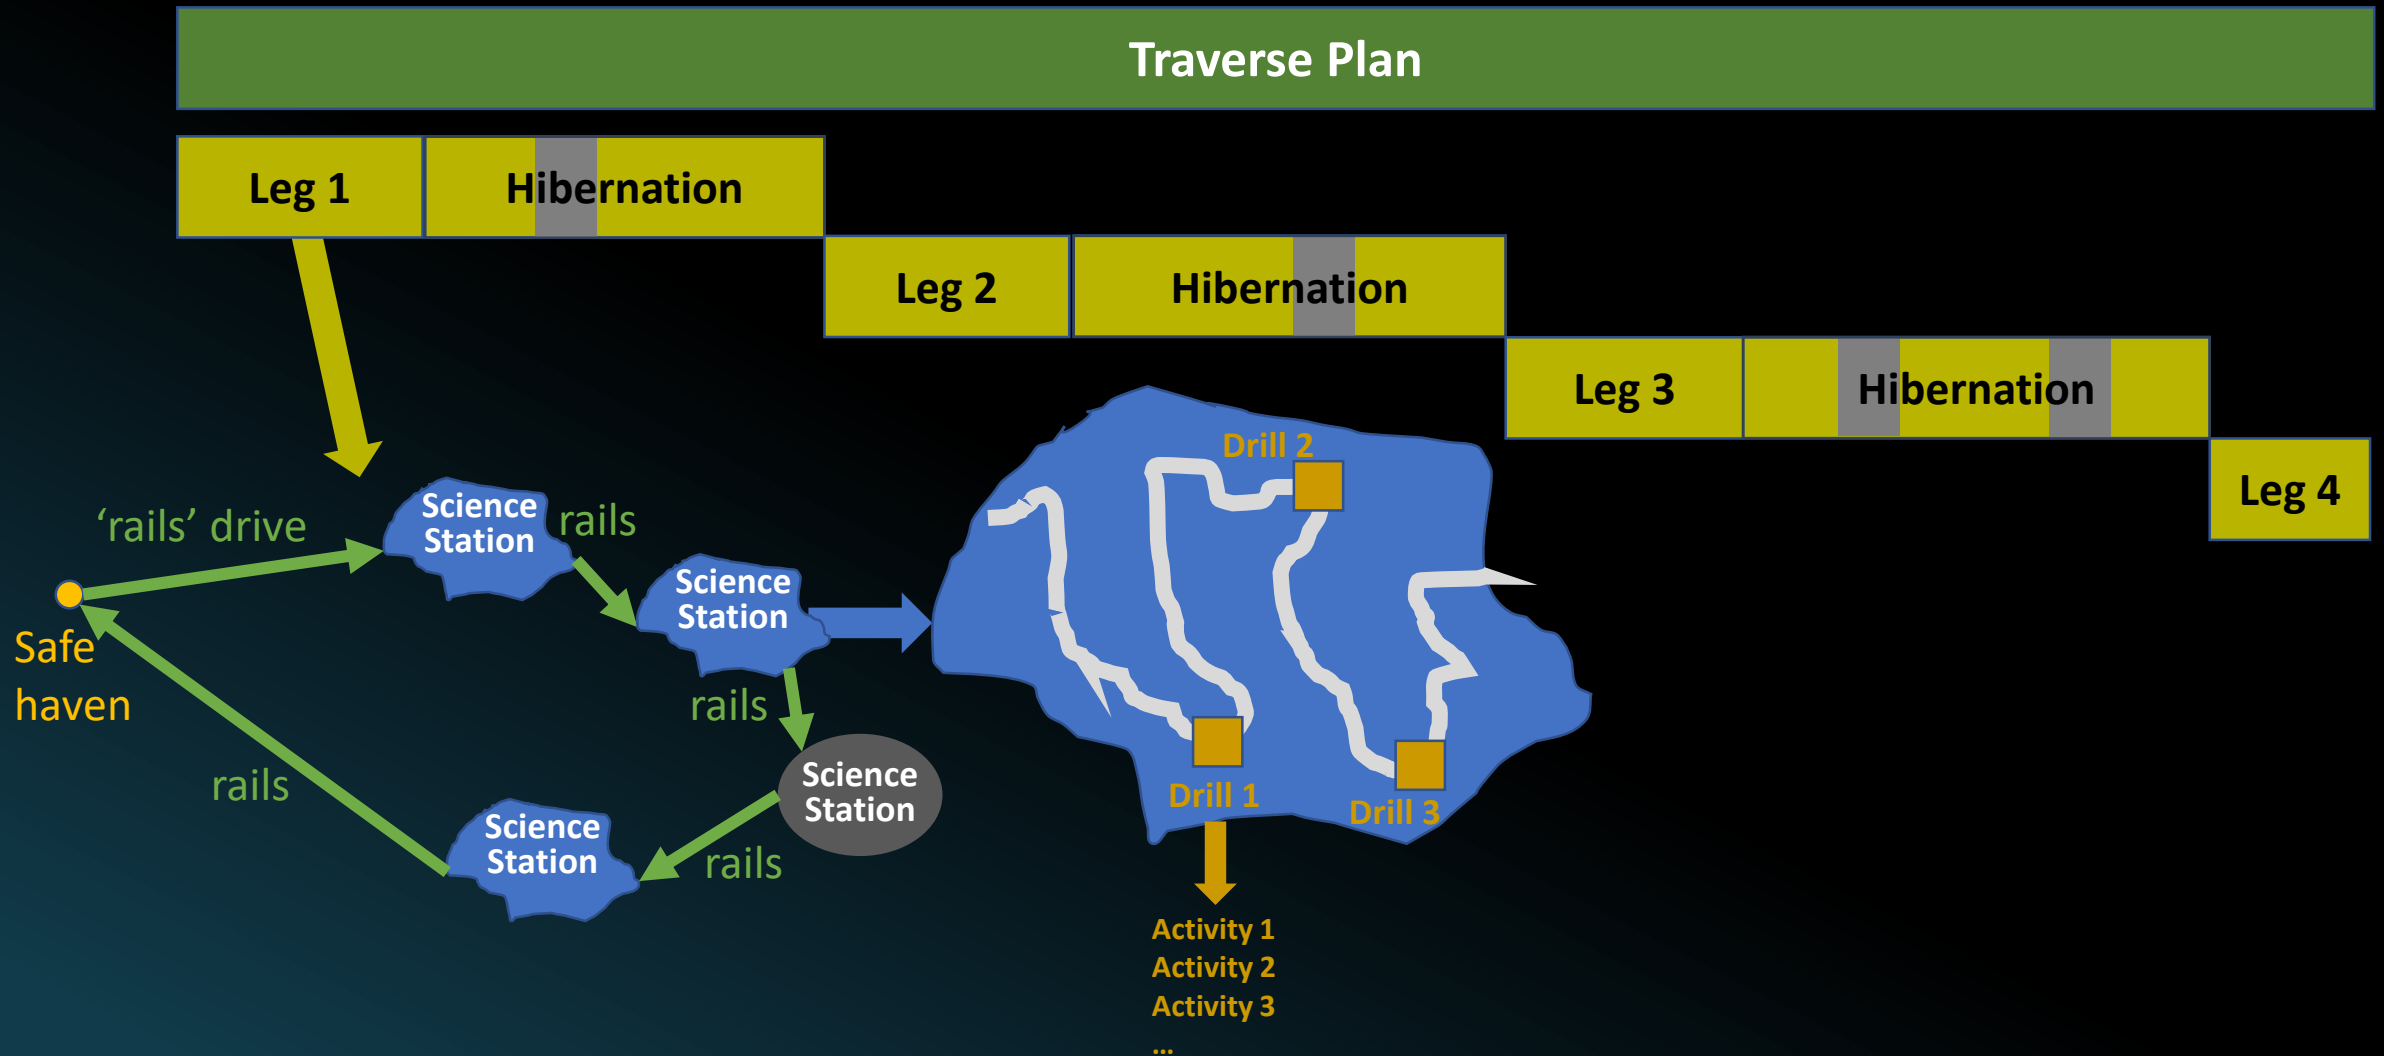 Traverse Plan
Leg 1
Hibernation
Leg 2
Hibernation
Leg 3
Hibernation
Leg 4
‘rails’ drive
Science
Station
rails
Science
Station
Safe
haven
rails
rails
Science
Station
rails
Science
Station
Drill 2
Drill 1
Drill 3
Activity 1
Activity 2
Activity 3
...